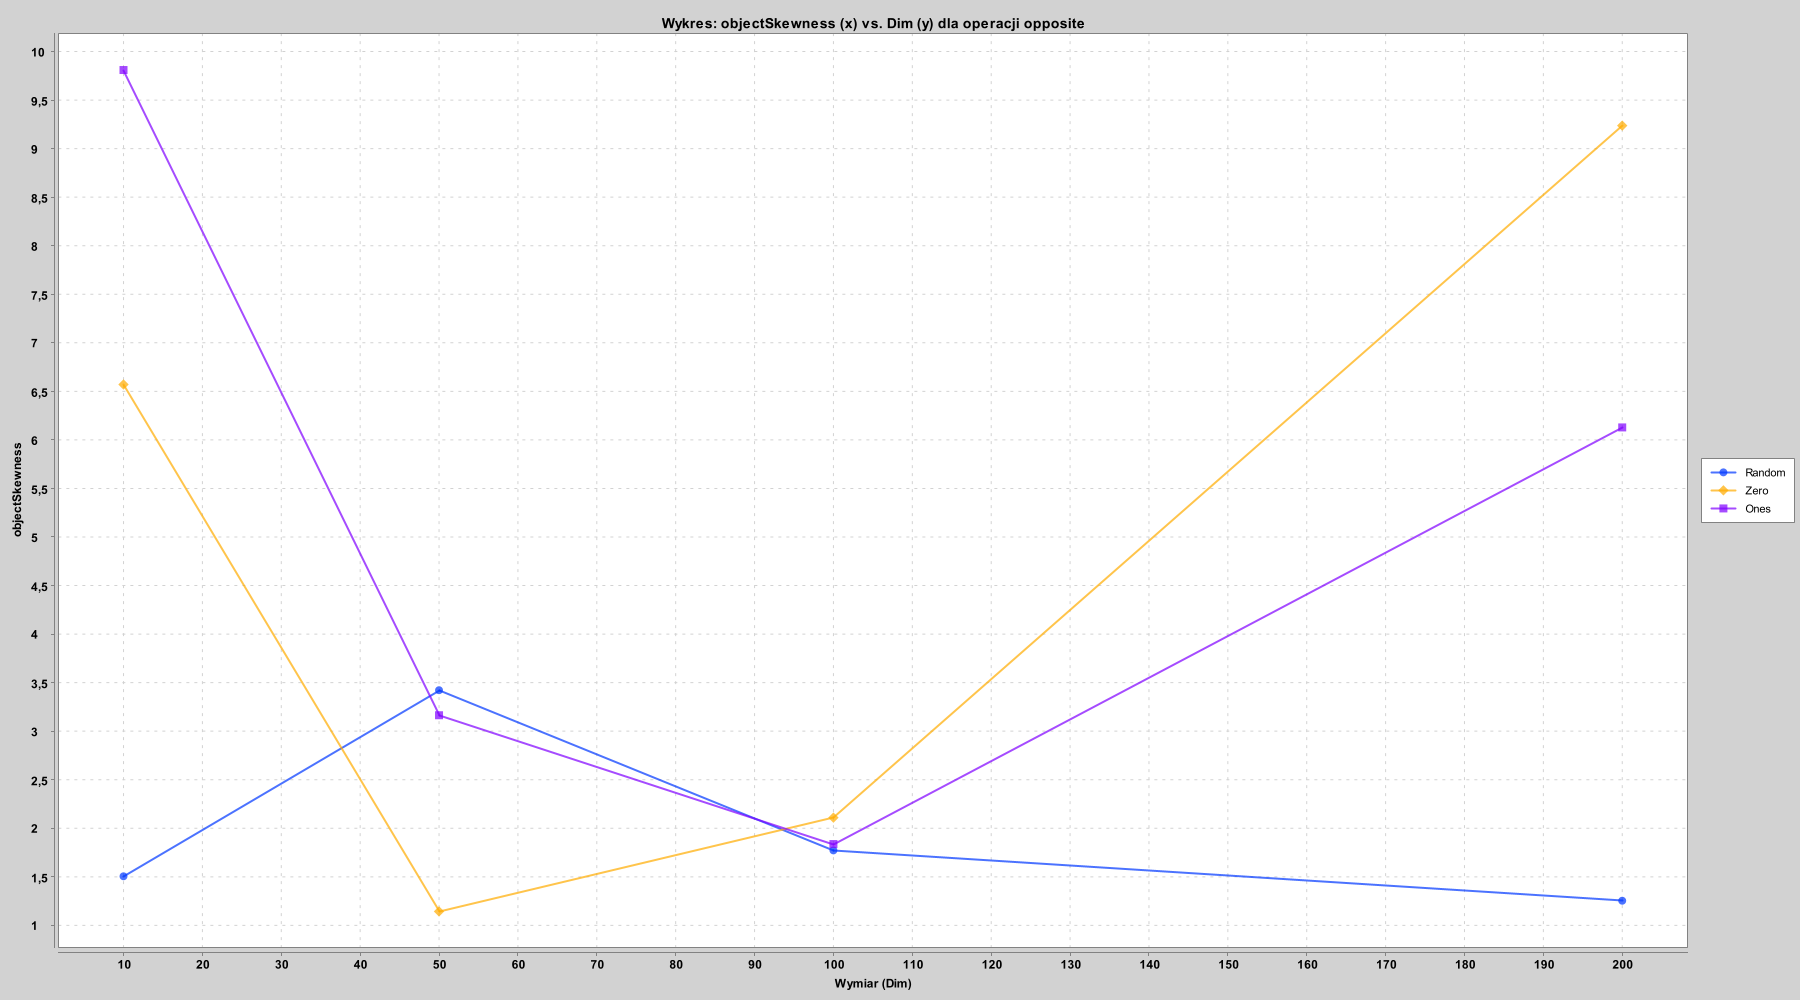 Wykres: objectSkewness (x) vs. Dim (y) dla operacji opposite
10
9,5
9
8,5
8
7,5
7
6,5
6
5,5
5
4,5
4
3,5
3
2,5
2
1,5
1
objectSkewness
10 20 30 40 50 60 70 80 90 100 110 120 130 140 150 160 170 180 190 200
Wymiar (Dim)
Random
Zero
Ones